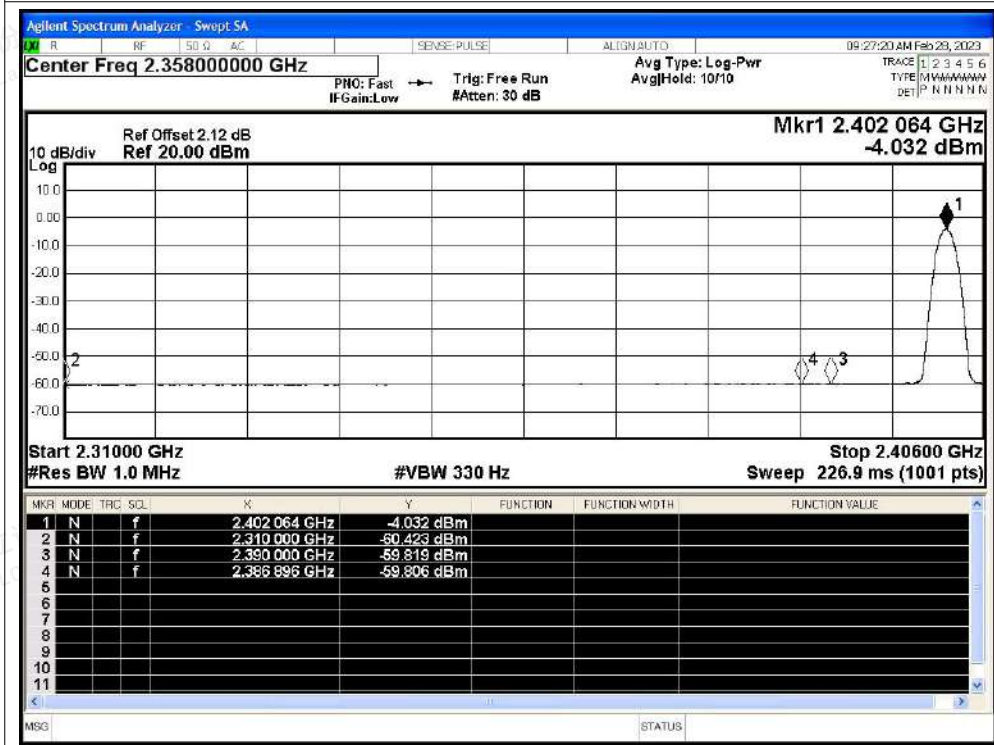 Agilent Spectrum Analyzer - Swept SA
LXI R RF 50 Ω AC SENSE:PULSE ALIGN AUTO 09:27:20 AM Feb 28, 2023
Center Freq 2.358000000 GHz
PNO: Fast
IFGain:Low
Trig: Free Run
#Atten: 30 dB
Avg Type: Log-Pwr
Avg|Hold: 10/10
TRACE 1 2 3 4 5 6
TYPE M WWWWW
DET P N N N N N
Mkr1 2.402 064 GHz
-4.032 dBm
Ref Offset 2.12 dB
10 dB/div Ref 20.00 dBm
Log
10.0
0.00
-10.0
-20.0
-30.0
-40.0
-50.0
-60.0
-70.0
1
2
4
3
Start 2.31000 GHz Stop 2.40600 GHz
#Res BW 1.0 MHz #VBW 330 Hz Sweep 226.9 ms (1001 pts)
MKR MODE TRC SCL X Y FUNCTION FUNCTION WIDTH FUNCTION VALUE
1 N f 2.402 064 GHz -4.032 dBm
2 N f 2.310 000 GHz -60.423 dBm
3 N f 2.390 000 GHz -59.819 dBm
4 N f 2.386 896 GHz -59.806 dBm
5
6
7
8
9
10
11
MSG STATUS